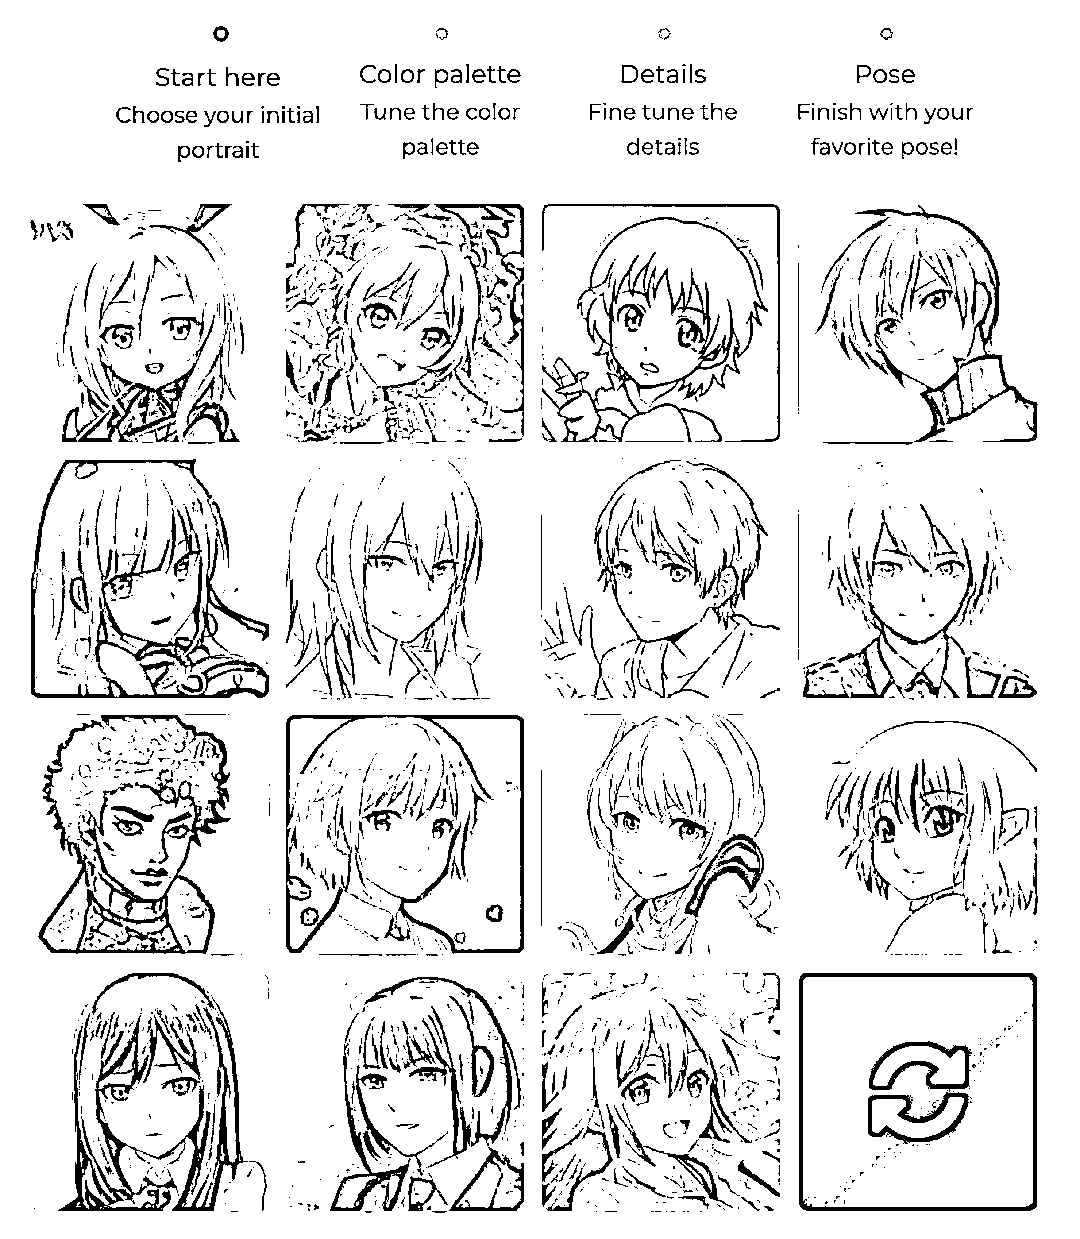 Start here
Choose your initial
portrait
Color palette
Tune the color
palette
Details
Fine tune the
details
Pose
Finish with your
favorite pose!